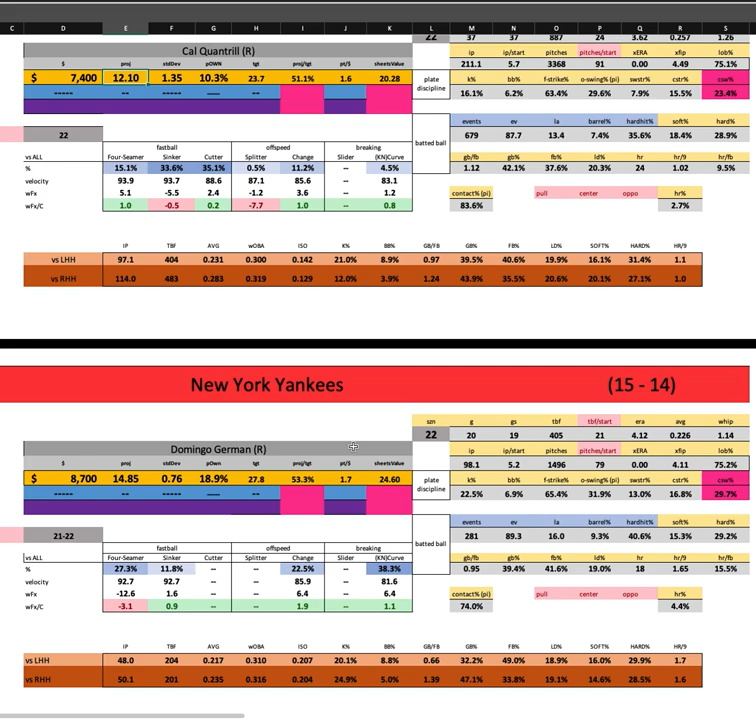 D E F G H I J K L M N O P Q R S
22 37 37 887 24 3.62 0.257 1.26
Cal Quantrill (R)
ip ip/start pitches pitches/start xERA xfip lob%
211.1 5.7 3368 91 0.00 4.49 75.1%
$ proj stdDev pOWN tgt proj/tgt pt/$ sheetsValue
$ 7,400 12.10 1.35 10.3% 23.7 51.1% 1.6 20.28
plate discipline
k% bb% f-strike% o-swing% (pi) swstr% cstr% csw%
16.1% 6.2% 63.4% 29.6% 7.9% 15.5% 23.4%
----- -- -- -- --
batted ball
events ev la barrel% hardhit% soft% hard%
679 87.7 13.4 7.4% 35.6% 18.4% 28.9%
22
fastball offspeed breaking
vs ALL Four-Seamer Sinker Cutter Splitter Change Slider (KN)Curve
gb/fb gb% fb% ld% hr hr/9 hr/fb
% 15.1% 33.6% 35.1% 0.5% 11.2% -- 4.5%
1.12 42.1% 37.6% 20.3% 24 1.02 9.5%
velocity 93.9 93.7 88.6 87.1 85.6 -- 83.1
wFx 5.1 -5.5 2.4 -1.2 3.6 -- 1.2
contact% (pi) pull center oppo hr%
wFx/C 1.0 -0.5 0.2 -7.7 1.0 -- 0.8
83.6% 2.7%
IP TBF AVG wOBA ISO K% BB% GB/FB GB% FB% LD% SOFT% HARD% HR/9
vs LHH 97.1 404 0.231 0.300 0.142 21.0% 8.9% 0.97 39.5% 40.6% 19.9% 16.1% 31.4% 1.1
vs RHH 114.0 483 0.283 0.319 0.129 12.0% 3.9% 1.24 43.9% 35.5% 20.6% 20.1% 27.1% 1.0
New York Yankees (15 - 14)
szn g gs tbf tbf/start era avg whip
22 20 19 405 21 4.12 0.226 1.14
Domingo German (R)
ip ip/start pitches pitches/start xERA xfip lob%
98.1 5.2 1496 79 0.00 4.11 75.2%
$ proj stdDev pOwn tgt proj/tgt pt/$ sheetsValue
$ 8,700 14.85 0.76 18.9% 27.8 53.3% 1.7 24.60
plate discipline
k% bb% f-strike% o-swing% (pi) swstr% cstr% csw%
22.5% 6.9% 65.4% 31.9% 13.0% 16.8% 29.7%
----- -- -- -- --
batted ball
events ev la barrel% hardhit% soft% hard%
281 89.3 16.0 9.3% 40.6% 15.3% 29.2%
21-22
fastball offspeed breaking
vs ALL Four-Seamer Sinker Cutter Splitter Change Slider (KN)Curve
gb/fb gb% fb% ld% hr hr/9 hr/fb
% 27.3% 11.8% -- -- 22.5% -- 38.3%
0.95 39.4% 41.6% 19.0% 18 1.65 15.5%
velocity 92.7 92.7 -- -- 85.9 -- 81.6
wFx -12.6 1.6 -- -- 6.4 -- 6.4
contact% (pi) pull center oppo hr%
wFx/C -3.1 0.9 -- -- 1.9 -- 1.1
74.0% 4.4%
IP TBF AVG wOBA ISO K% BB% GB/FB GB% FB% LD% SOFT% HARD% HR/9
vs LHH 48.0 204 0.217 0.310 0.207 20.1% 8.8% 0.66 32.2% 49.0% 18.9% 16.0% 29.9% 1.7
vs RHH 50.1 201 0.235 0.316 0.204 24.9% 5.0% 1.39 47.1% 33.8% 19.1% 14.6% 28.5% 1.6